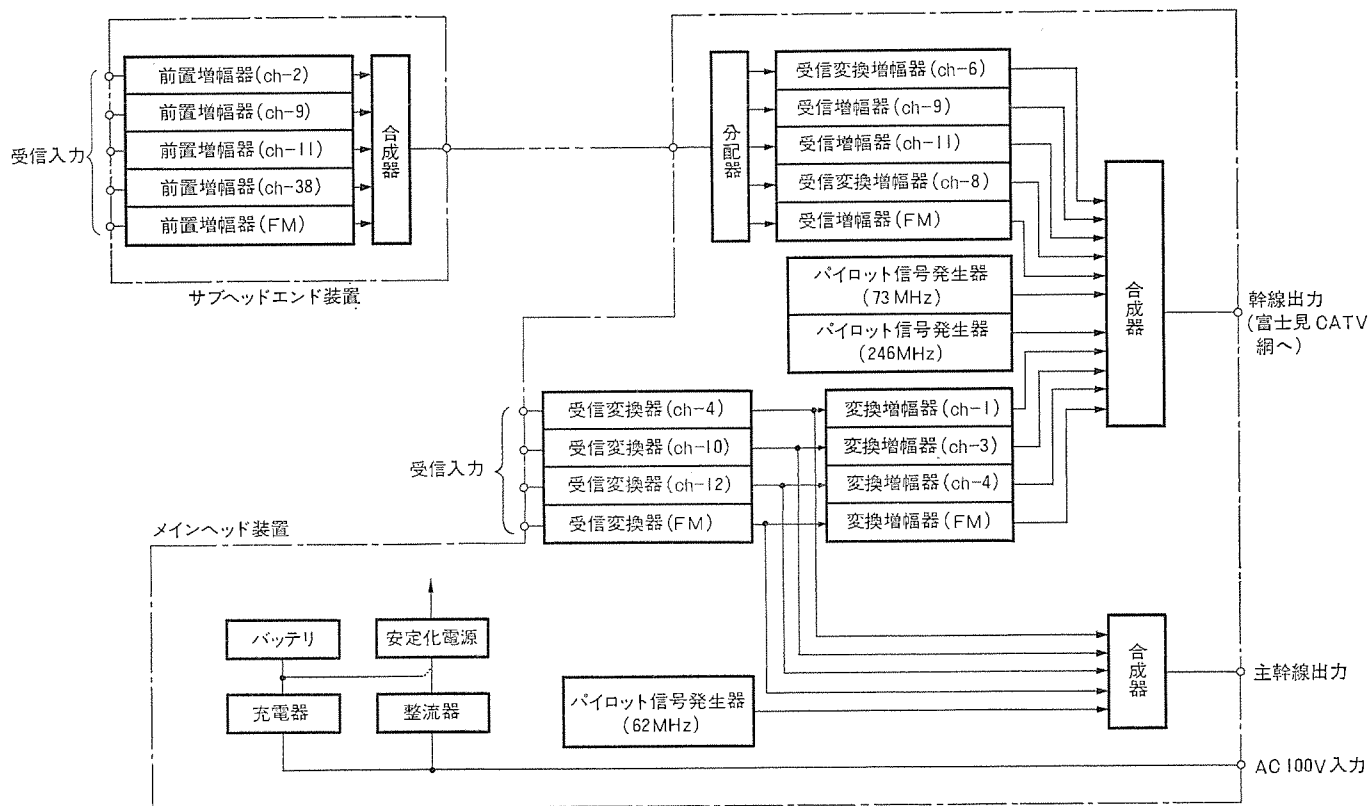 前置増幅器(ch-2)
前置増幅器(ch-9)
前置増幅器(ch-11)
前置増幅器(ch-38)
前置増幅器(FM)
受信入力
合成器
サブヘッドエンド装置
分配器
受信変換増幅器(ch-6)
受信増幅器(ch-9)
受信増幅器(ch-11)
受信変換増幅器(ch-8)
受信増幅器(FM)
パイロット信号発生器
(73MHz)
パイロット信号発生器
(246MHz)
合成器
幹線出力
(富士見CATV
網へ)
受信入力
受信変換器(ch-4)
受信変換器(ch-10)
受信変換器(ch-12)
受信変換器(FM)
変換増幅器(ch-1)
変換増幅器(ch-3)
変換増幅器(ch-4)
変換増幅器(FM)
メインヘッド装置
バッテリ
安定化電源
充電器
整流器
パイロット信号発生器
(62MHz)
合成器
主幹線出力
AC100V入力